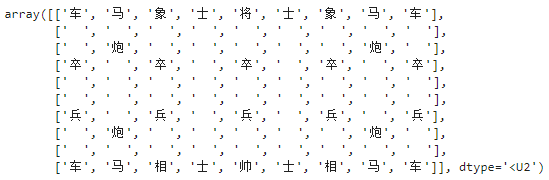 array([['车', '马', '象', '士', '将', '士', '象', '马', '车'],
['  ', '  ', '  ', '  ', '  ', '  ', '  ', '  ', '  '],
['  ', '炮', '  ', '  ', '  ', '  ', '  ', '炮', '  '],
['卒', '  ', '卒', '  ', '卒', '  ', '卒', '  ', '卒'],
['  ', '  ', '  ', '  ', '  ', '  ', '  ', '  ', '  '],
['  ', '  ', '  ', '  ', '  ', '  ', '  ', '  ', '  '],
['兵', '  ', '兵', '  ', '兵', '  ', '兵', '  ', '兵'],
['  ', '炮', '  ', '  ', '  ', '  ', '  ', '炮', '  '],
['  ', '  ', '  ', '  ', '  ', '  ', '  ', '  ', '  '],
['车', '马', '相', '士', '帅', '士', '相', '马', '车']], dtype='<U2')